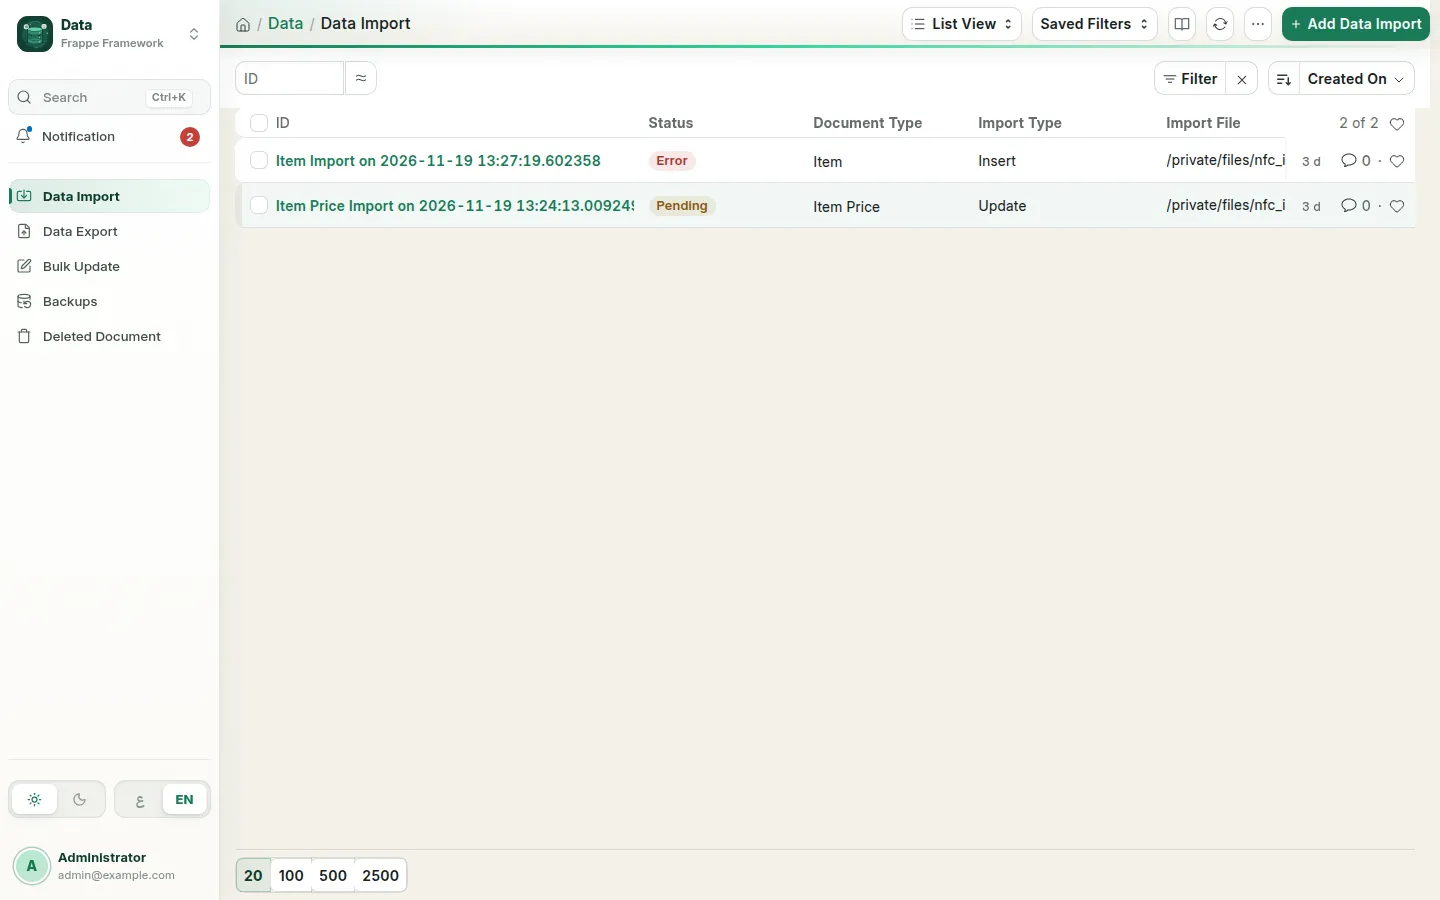 Data
Frappe Framework
Search Ctrl+K
Notification 2
Data Import
Data Export
Bulk Update
Backups
Deleted Document
ع EN
A
Administrator
admin@example.com
/ Data / Data Import
List View
Saved Filters
+ Add Data Import
ID ≈
Filter
Created On
ID Status Document Type Import Type Import File 2 of 2
Item Import on 2026-11-19 13:27:19.602358 Error Item Insert /private/files/nfc_i 3 d 0 ·
Item Price Import on 2026-11-19 13:24:13.009249 Pending Item Price Update /private/files/nfc_i 3 d 0 ·
20 100 500 2500